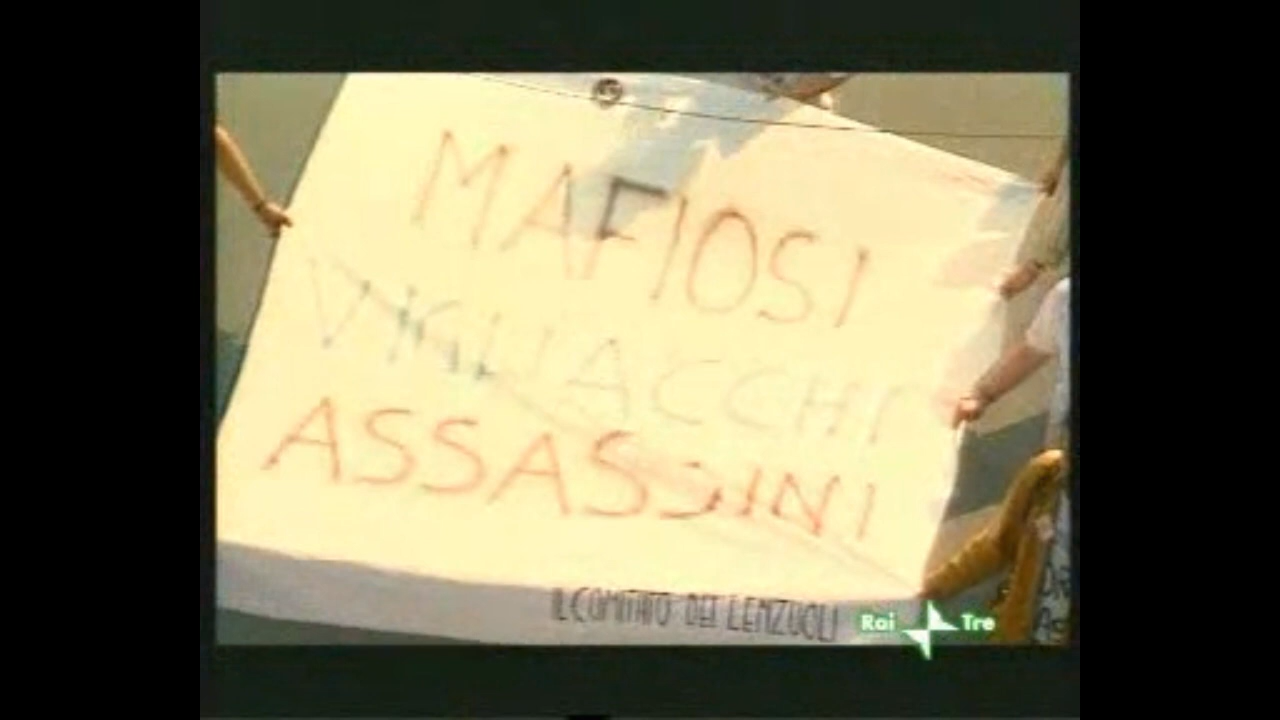 MAFIOSI
VIGLIACCHI
ASSASSINI
IL COMITATO DEI LENZUOLI
Rai Tre